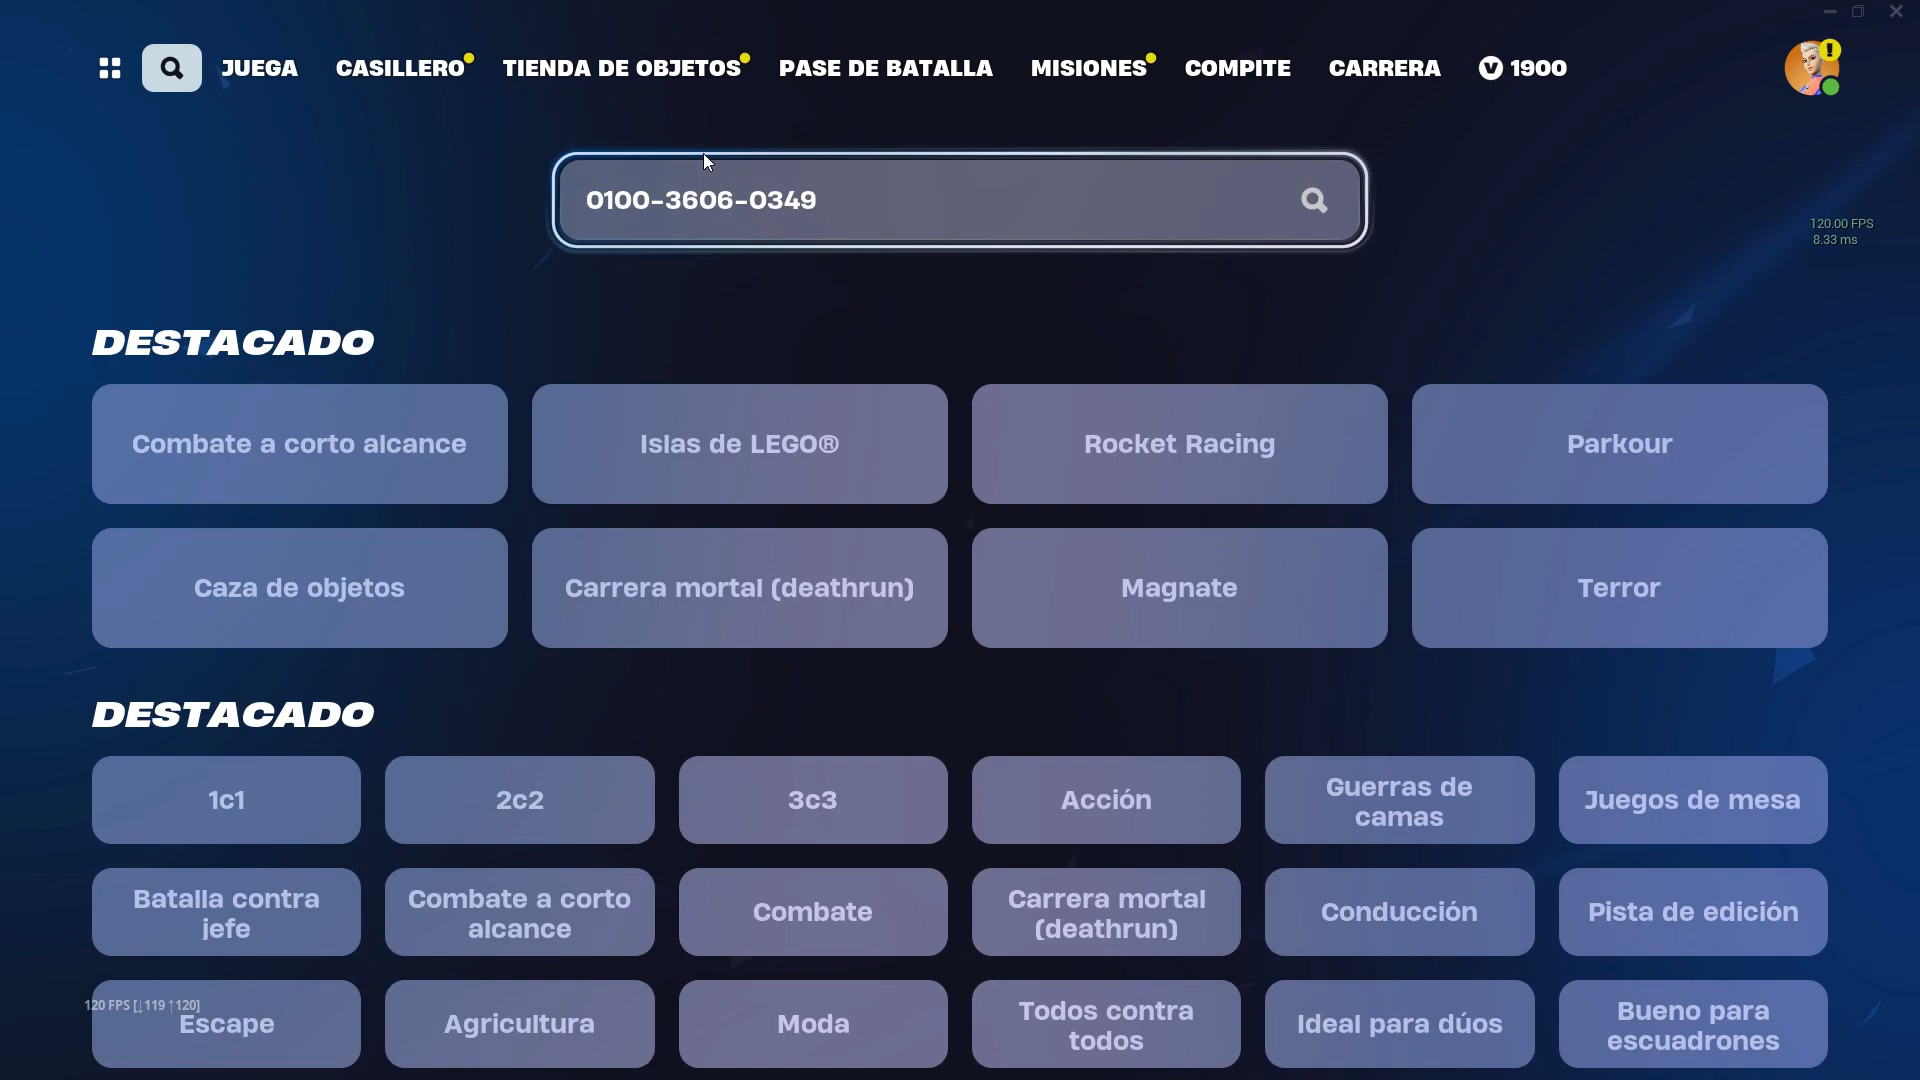 JUEGA CASILLERO TIENDA DE OBJETOS PASE DE BATALLA MISIONES COMPITE CARRERA V 1900
0100-3606-0349
120.00 FPS
8.33 ms
DESTACADO
Combate a corto alcance
Islas de LEGO®
Rocket Racing
Parkour
Caza de objetos
Carrera mortal (deathrun)
Magnate
Terror
DESTACADO
1c1
2c2
3c3
Acción
Guerras de
camas
Juegos de mesa
Batalla contra
jefe
Combate a corto
alcance
Combate
Carrera mortal
(deathrun)
Conducción
Pista de edición
120 FPS [↓119 ↑120]
Escape
Agricultura
Moda
Todos contra
todos
Ideal para dúos
Bueno para
escuadrones